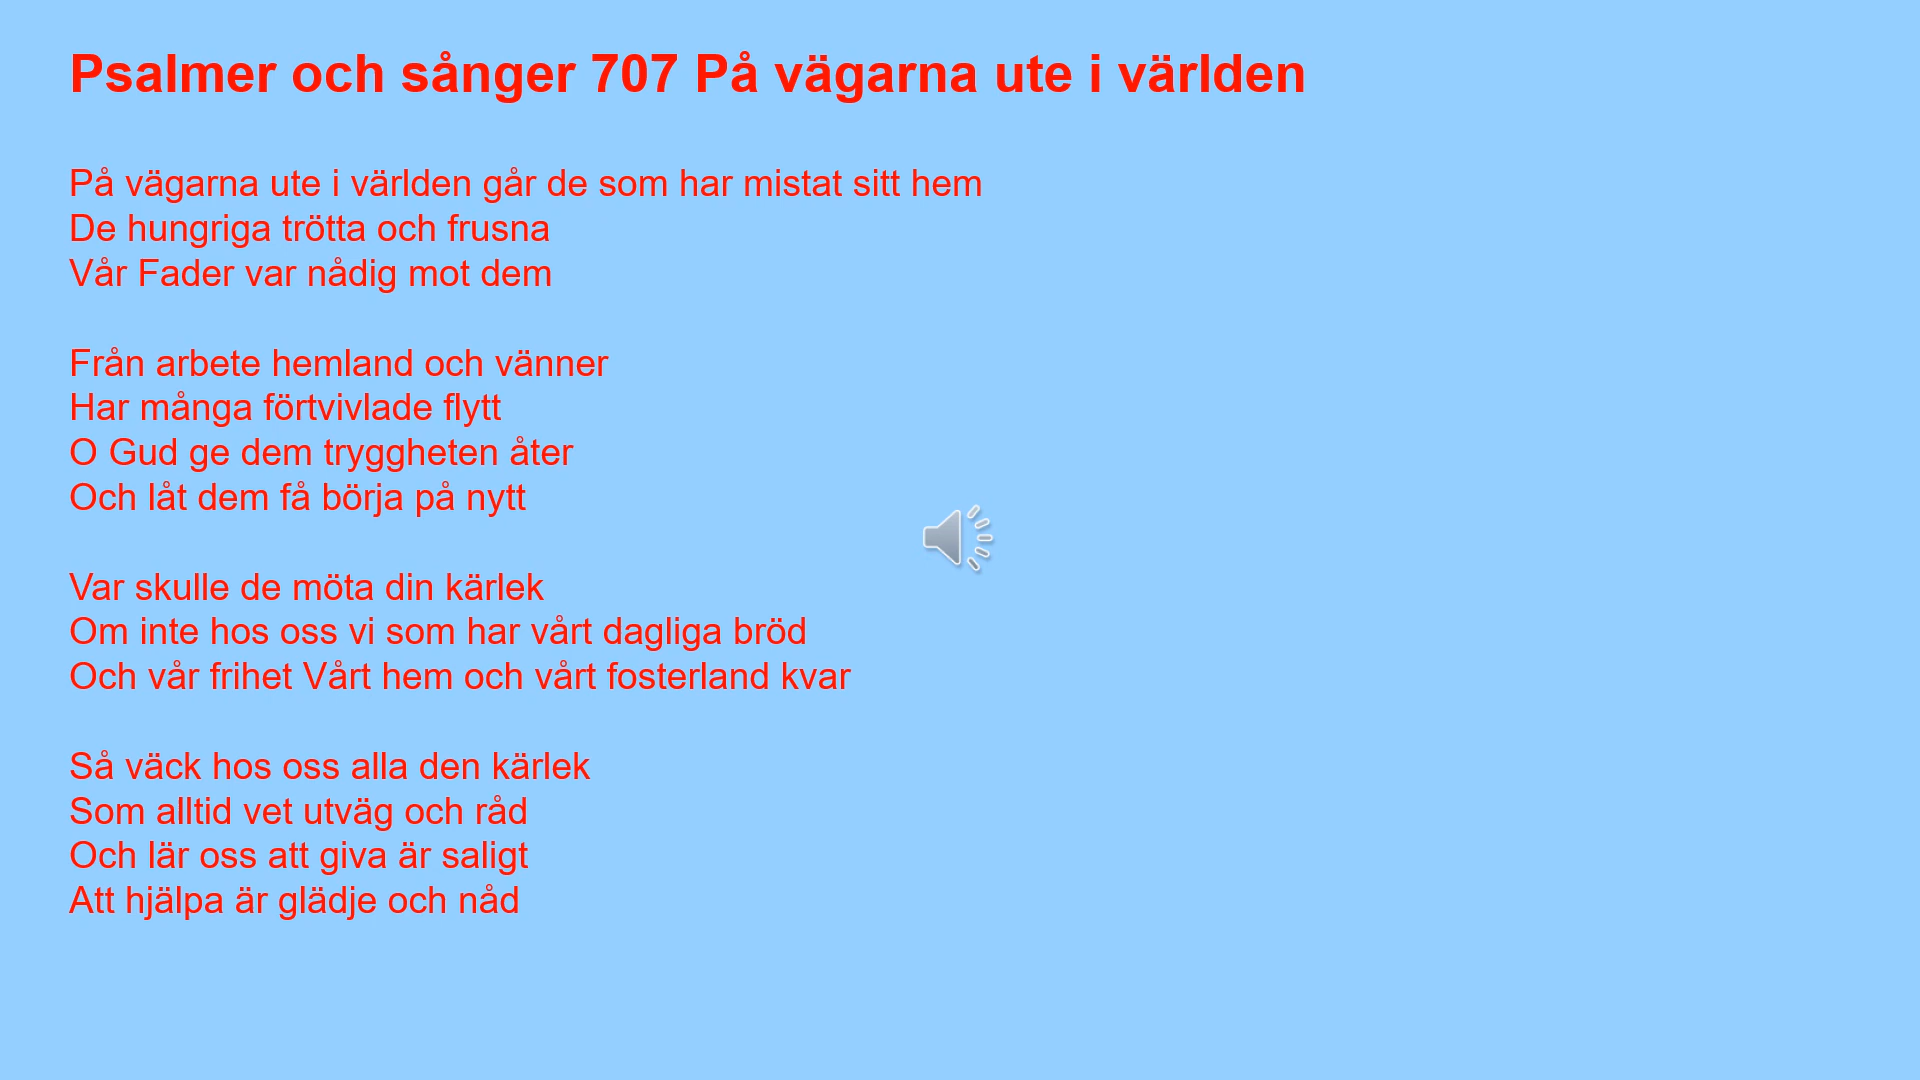 Psalmer och sånger 707 På vägarna ute i världen
På vägarna ute i världen går de som har mistat sitt hem
De hungriga trötta och frusna
Vår Fader var nådig mot dem
Från arbete hemland och vänner
Har många förtvivlade flytt
O Gud ge dem tryggheten åter
Och låt dem få börja på nytt
Var skulle de möta din kärlek
Om inte hos oss vi som har vårt dagliga bröd
Och vår frihet Vårt hem och vårt fosterland kvar
Så väck hos oss alla den kärlek
Som alltid vet utväg och råd
Och lär oss att giva är saligt
Att hjälpa är glädje och nåd